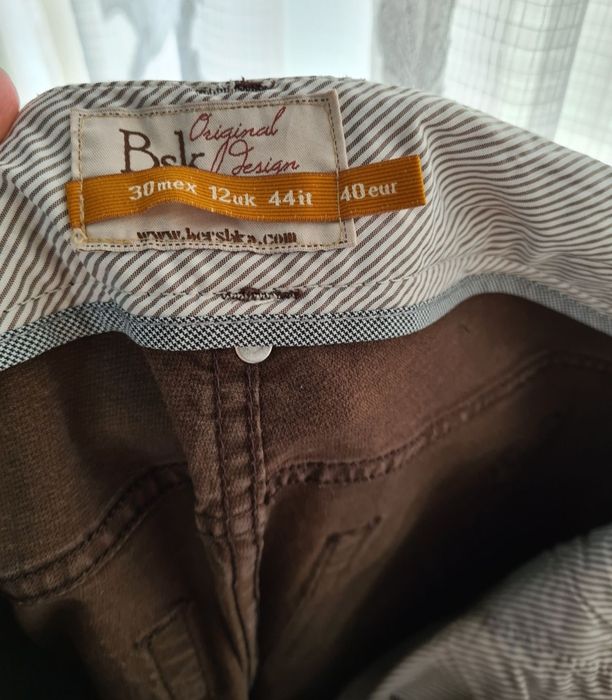 Original
Bsk Design
30mex 12uk 44it 40eur
www.bershka.com